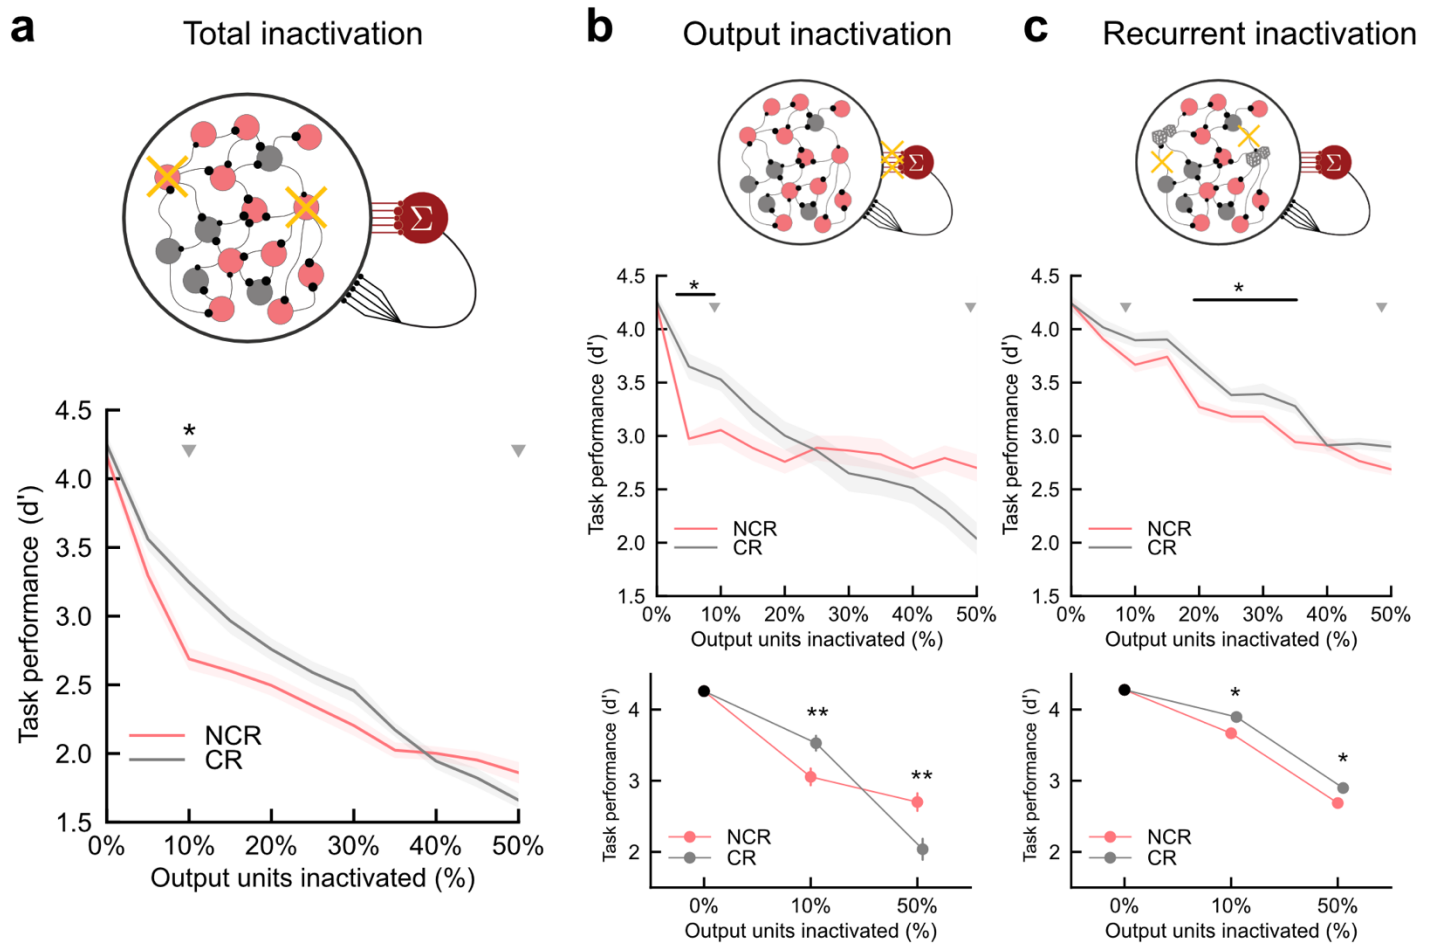 a Total inactivation
Σ
4.5
4.0
3.5
3.0
2.5
2.0
1.5
*
Task performance (d')
NCR
CR
0% 10% 20% 30% 40% 50%
Output units inactivated (%)
b Output inactivation
Σ
4.5
4.0
3.5
3.0
2.5
2.0
1.5
*
Task performance (d')
NCR
CR
0% 10% 20% 30% 40% 50%
Output units inactivated (%)
4
3
2
**
**
Task performance (d')
NCR
CR
0% 10% 50%
Output units inactivated (%)
c Recurrent inactivation
Σ
4.5
4.0
3.5
3.0
2.5
2.0
1.5
*
Task performance (d')
NCR
CR
0% 10% 20% 30% 40% 50%
Output units inactivated (%)
4
3
2
*
*
Task performance (d')
NCR
CR
0% 10% 50%
Output units inactivated (%)